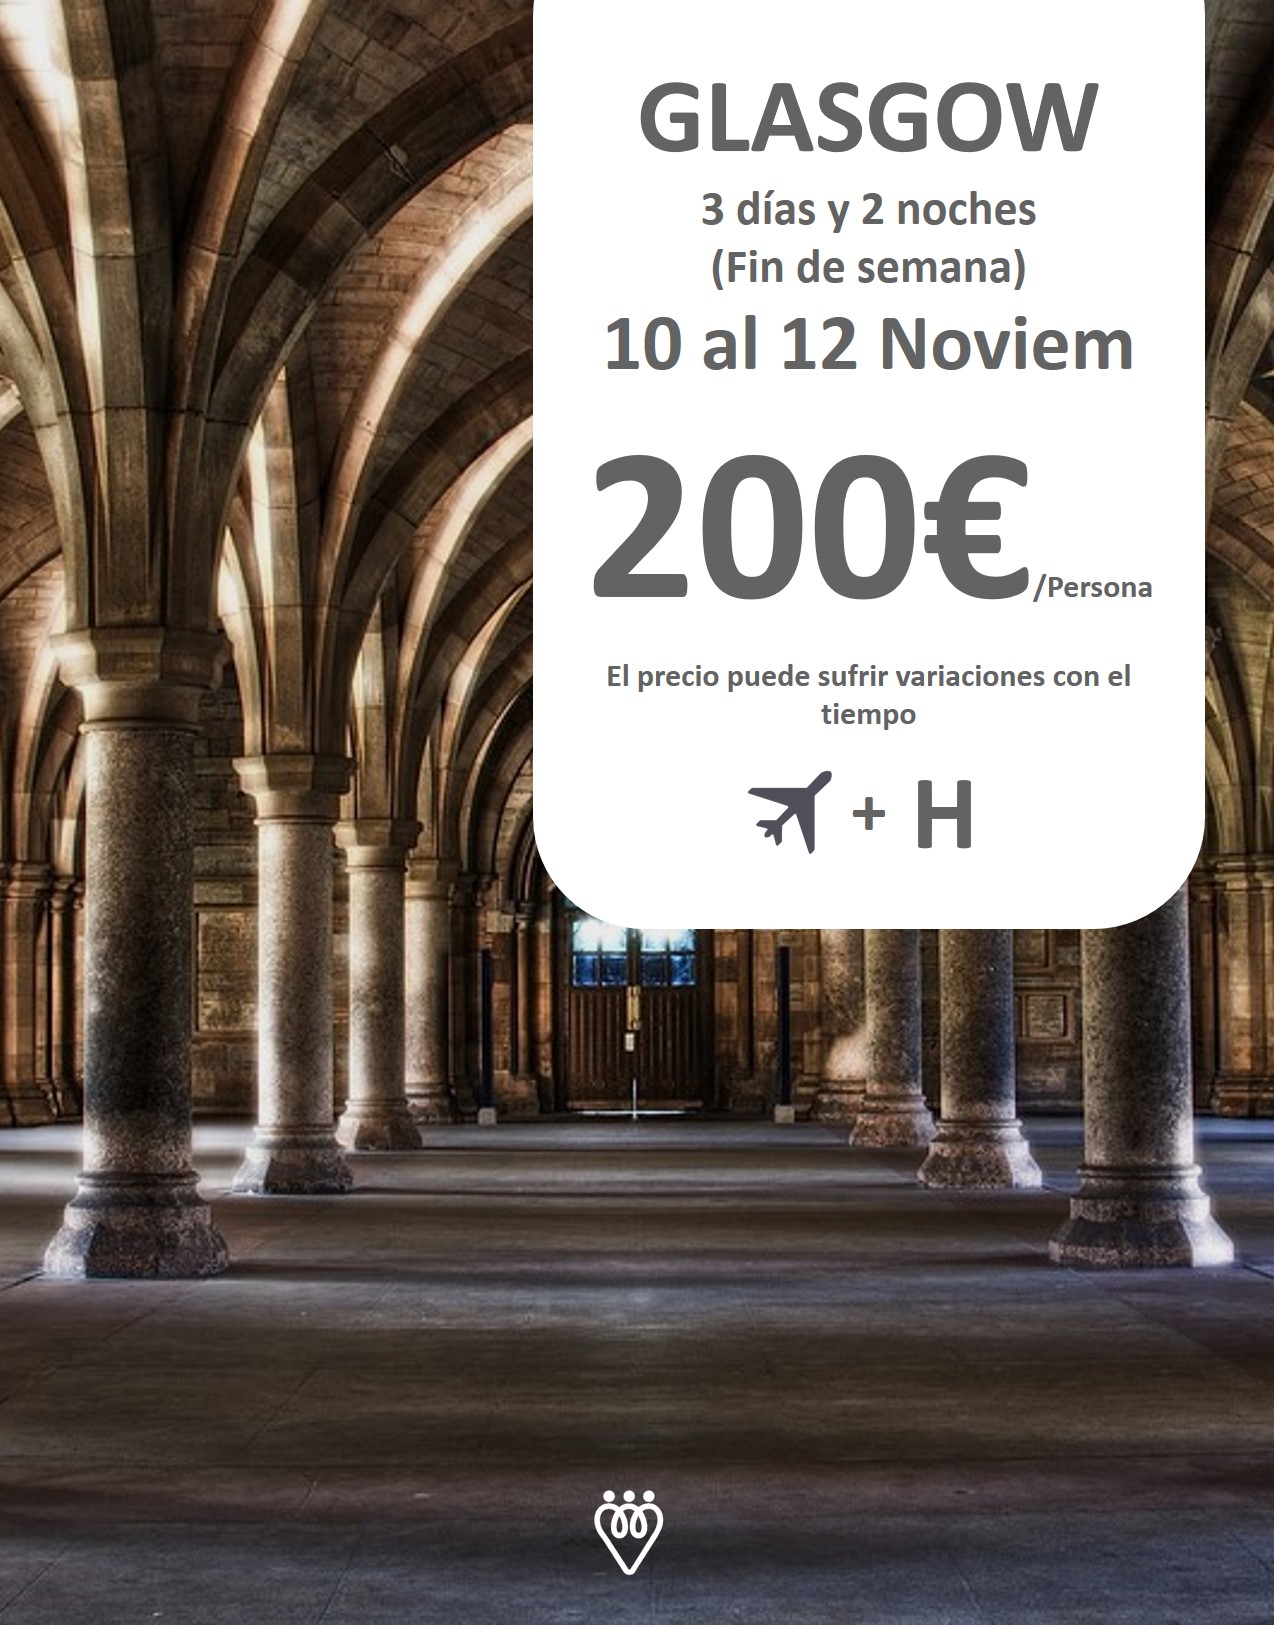 GLASGOW
3 días y 2 noches
(Fin de semana)
10 al 12 Noviem
200€/Persona
El precio puede sufrir variaciones con el
tiempo
+ H